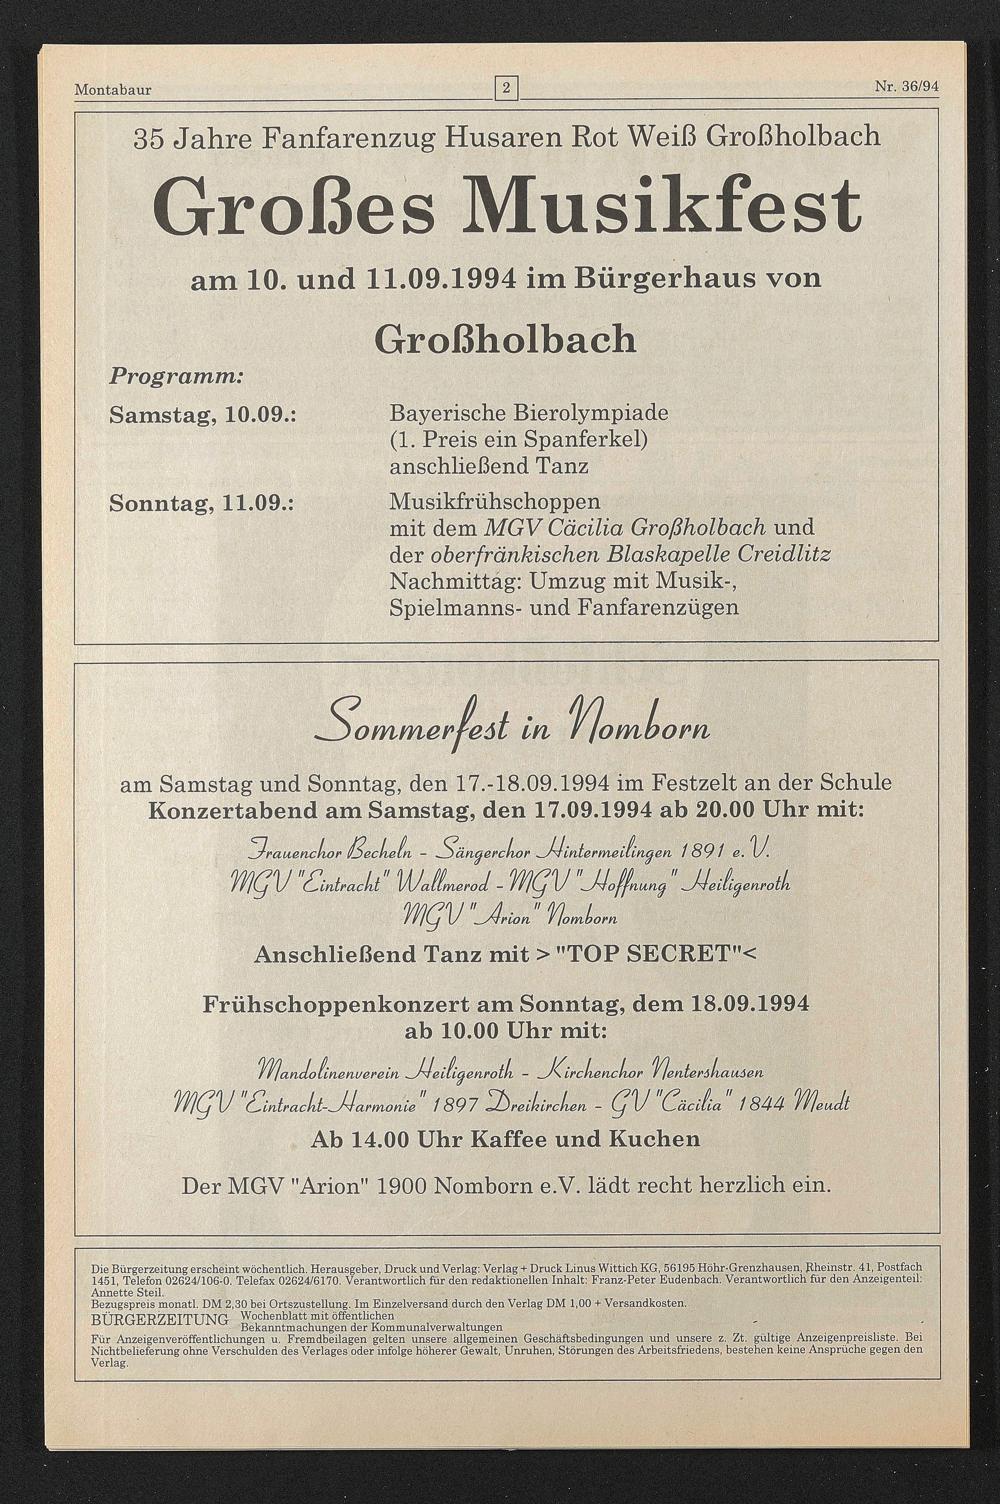 Montabaur
2
Nr. 36/94
35 Jahre Fanfarenzug Husaren Rot Weiß Großholbach
Großes Musikfest
am 10. und 11.09.1994 im Bürgerhaus von
Großholbach
Programm:
Samstag, 10.09.: Bayerische Bierolympiade
(1. Preis ein Spanferkel)
anschließend Tanz
Sonntag, 11.09.: Musikfrühschoppen
mit dem MGV Cäcilia Großholbach und
der oberfränkischen Blaskapelle Creidlitz
Nachmittag: Umzug mit Musik-,
Spielmanns- und Fanfarenzügen
Sommerfest in Nomborn
am Samstag und Sonntag, den 17.-18.09.1994 im Festzelt an der Schule
Konzertabend am Samstag, den 17.09.1994 ab 20.00 Uhr mit:
Frauenchor Becheln - Sängerchor Hintermeilingen 1891 e. V.
MGV "Eintracht" Wallmerod - MGV "Hoffnung" Heiligenroth
MGV "Arion" Nomborn
Anschließend Tanz mit > "TOP SECRET"<
Frühschoppenkonzert am Sonntag, dem 18.09.1994
ab 10.00 Uhr mit:
Mandolinenverein Heiligenroth - Kirchenchor Nentershausen
MGV "Eintracht-Harmonie" 1897 Dreikirchen - GV "Cäcilia" 1844 Meudt
Ab 14.00 Uhr Kaffee und Kuchen
Der MGV "Arion" 1900 Nomborn e.V. lädt recht herzlich ein.
Die Bürgerzeitung erscheint wöchentlich. Herausgeber, Druck und Verlag: Verlag + Druck Linus Wittich KG, 56195 Höhr-Grenzhausen, Rheinstr. 41, Postfach
1451, Telefon 02624/106-0. Telefax 02624/6170. Verantwortlich für den redaktionellen Inhalt: Franz-Peter Eudenbach. Verantwortlich für den Anzeigenteil:
Annette Steil.
Bezugspreis monatl. DM 2,30 bei Ortszustellung. Im Einzelversand durch den Verlag DM 1,00 + Versandkosten.
BÜRGERZEITUNG Wochenblatt mit öffentlichen
Bekanntmachungen der Kommunalverwaltungen
Für Anzeigenveröffentlichungen u. Fremdbeilagen gelten unsere allgemeinen Geschäftsbedingungen und unsere z. Zt. gültige Anzeigenpreisliste. Bei
Nichtbelieferung ohne Verschulden des Verlages oder infolge höherer Gewalt, Unruhen, Störungen des Arbeitsfriedens, bestehen keine Ansprüche gegen den
Verlag.